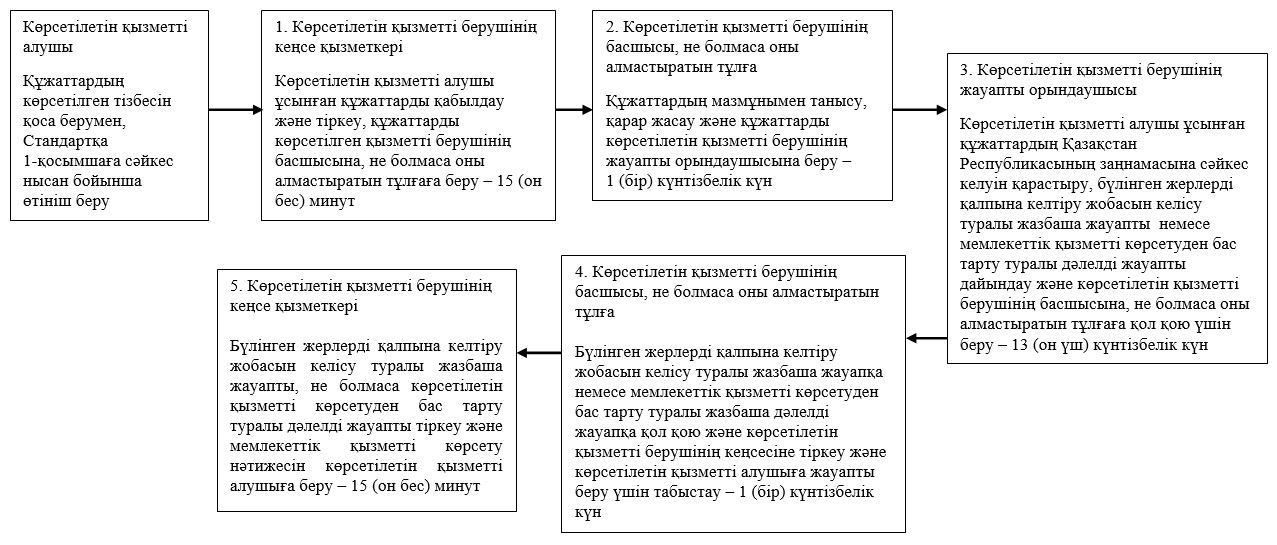 Көрсетілетін қызметті
алушы
Құжаттардың
көрсетілген тізбесін
қоса берумен,
Стандартқа
1-қосымшаға сәйкес
нысан бойынша
өтініш беру
1. Көрсетілетін қызметті берушінің
кеңсе қызметкері
Көрсетілетін қызметті алушы
ұсынған құжаттарды қабылдау
және тіркеу, құжаттарды
көрсетілген қызметті берушінің
басшысына, не болмаса оны
алмастыратын тұлғаға беру – 15 (он
бес) минут
2. Көрсетілетін қызметті берушінің
басшысы, не болмаса оны
алмастыратын тұлға
Құжаттардың мазмұнымен танысу,
қарар жасау және құжаттарды
көрсетілетін қызметті берушінің
жауапты орындаушысына беру –
1 (бір) күнтізбелік күн
3. Көрсетілетін қызметті берушінің
жауапты орындаушысы
Көрсетілетін қызметті алушы ұсынған
құжаттардың Қазақстан
Республикасының заңнамасына сәйкес
келуін қарастыру, бүлінген жерлерді
қалпына келтіру жобасын келісу
туралы жазбаша жауапты немесе
мемлекеттік қызметті көрсетуден бас
тарту туралы дәлелді жауапты
дайындау және көрсетілетін қызметті
берушінің басшысына, не болмаса оны
алмастыратын тұлғаға қол қою үшін
беру – 13 (он үш) күнтізбелік күн
4. Көрсетілетін қызметті берушінің
басшысы, не болмаса оны алмастыратын
тұлға
Бүлінген жерлерді қалпына келтіру
жобасын келісу туралы жазбаша жауапқа
немесе мемлекеттік қызметті көрсетуден
бас тарту туралы жазбаша дәлелді
жауапқа қол қою және көрсетілетін
қызметті берушінің кеңсесіне тіркеу және
көрсетілетін қызметті алушыға жауапты
беру үшін табыстау – 1 (бір) күнтізбелік
күн
5. Көрсетілетін қызметті берушінің
кеңсе қызметкері
Бүлінген жерлерді қалпына келтіру
жобасын келісу туралы жазбаша
жауапты, не болмаса көрсетілетін
қызметті көрсетуден бас тарту
туралы дәлелді жауапты тіркеу және
мемлекеттік қызметті көрсету
нәтижесін көрсетілетін қызметті
алушыға беру – 15 (он бес) минут